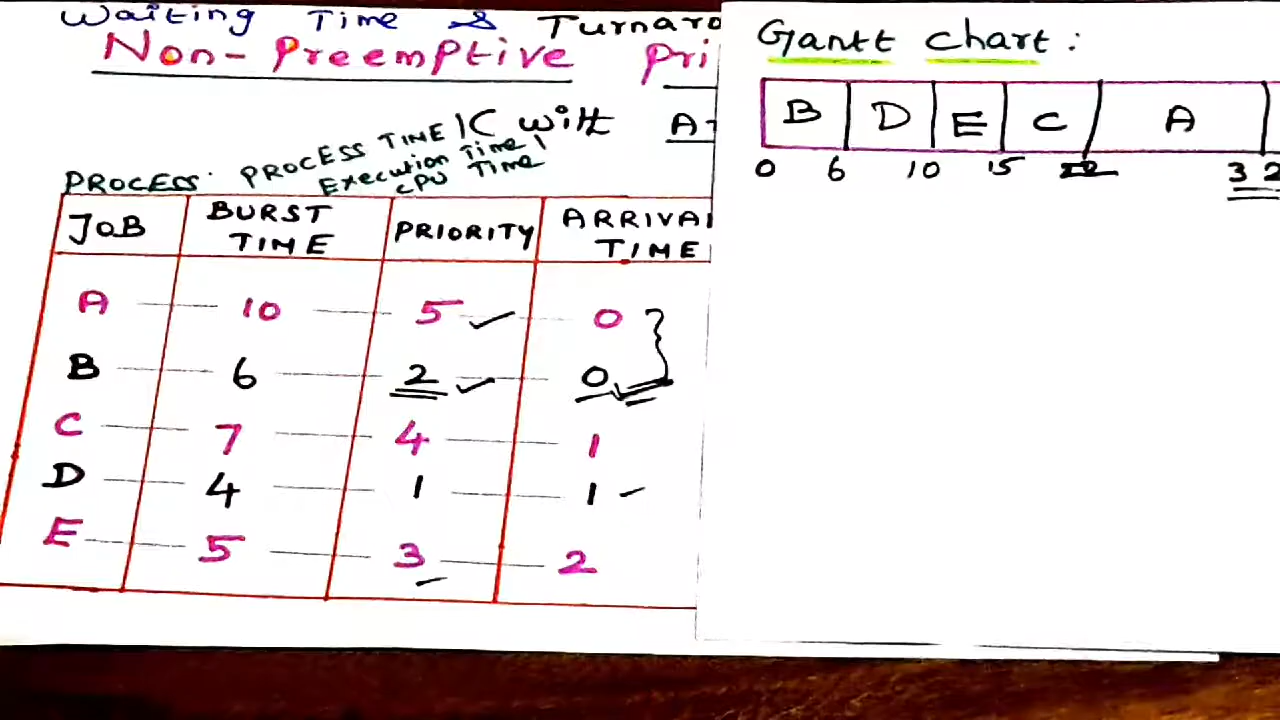 Waiting Time & Turnaro
Non-Preemptive Pri
PROCESS: PROCESS TIME/C with A-
Execution Time/
CPU Time
JOB BURST TIME PRIORITY ARRIVAL TIME
A 10 5 0
B 6 2 0
C 7 4 1
D 4 1 1
E 5 3 2
Gantt chart:
B D E C A
0 6 10 15 22 32